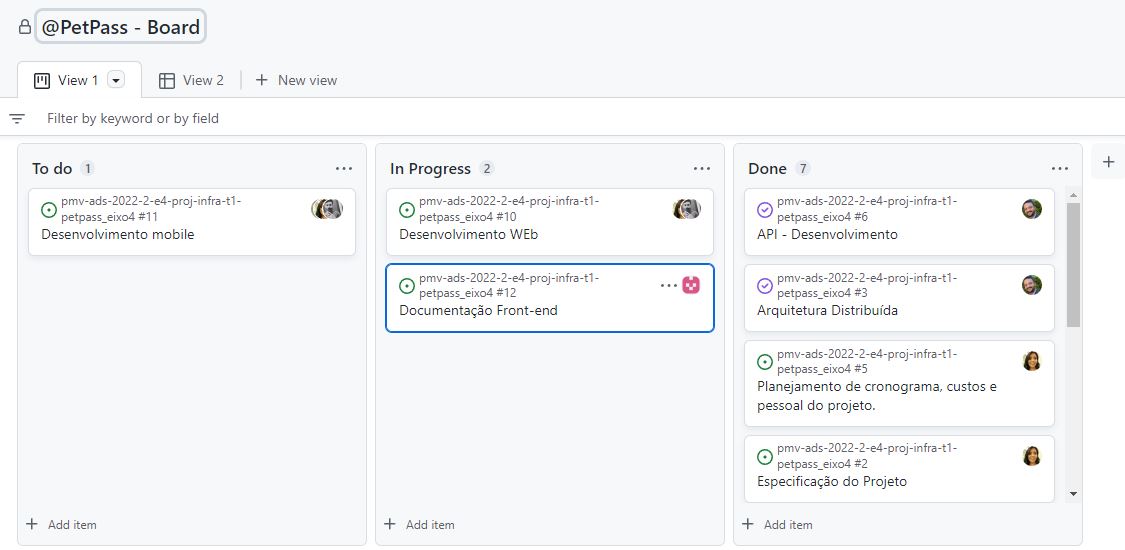 @PetPass - Board
View 1
View 2
New view
Filter by keyword or by field
To do 1
pmv-ads-2022-2-e4-proj-infra-t1-
petpass_eixo4 #11
Desenvolvimento mobile
Add item
In Progress 2
pmv-ads-2022-2-e4-proj-infra-t1-
petpass_eixo4 #10
Desenvolvimento WEb
pmv-ads-2022-2-e4-proj-infra-t1-
petpass_eixo4 #12
Documentação Front-end
Add item
Done 7
pmv-ads-2022-2-e4-proj-infra-t1-
petpass_eixo4 #6
API - Desenvolvimento
pmv-ads-2022-2-e4-proj-infra-t1-
petpass_eixo4 #3
Arquitetura Distribuída
pmv-ads-2022-2-e4-proj-infra-t1-
petpass_eixo4 #5
Planejamento de cronograma, custos e
pessoal do projeto.
pmv-ads-2022-2-e4-proj-infra-t1-
petpass_eixo4 #2
Especificação do Projeto
Add item